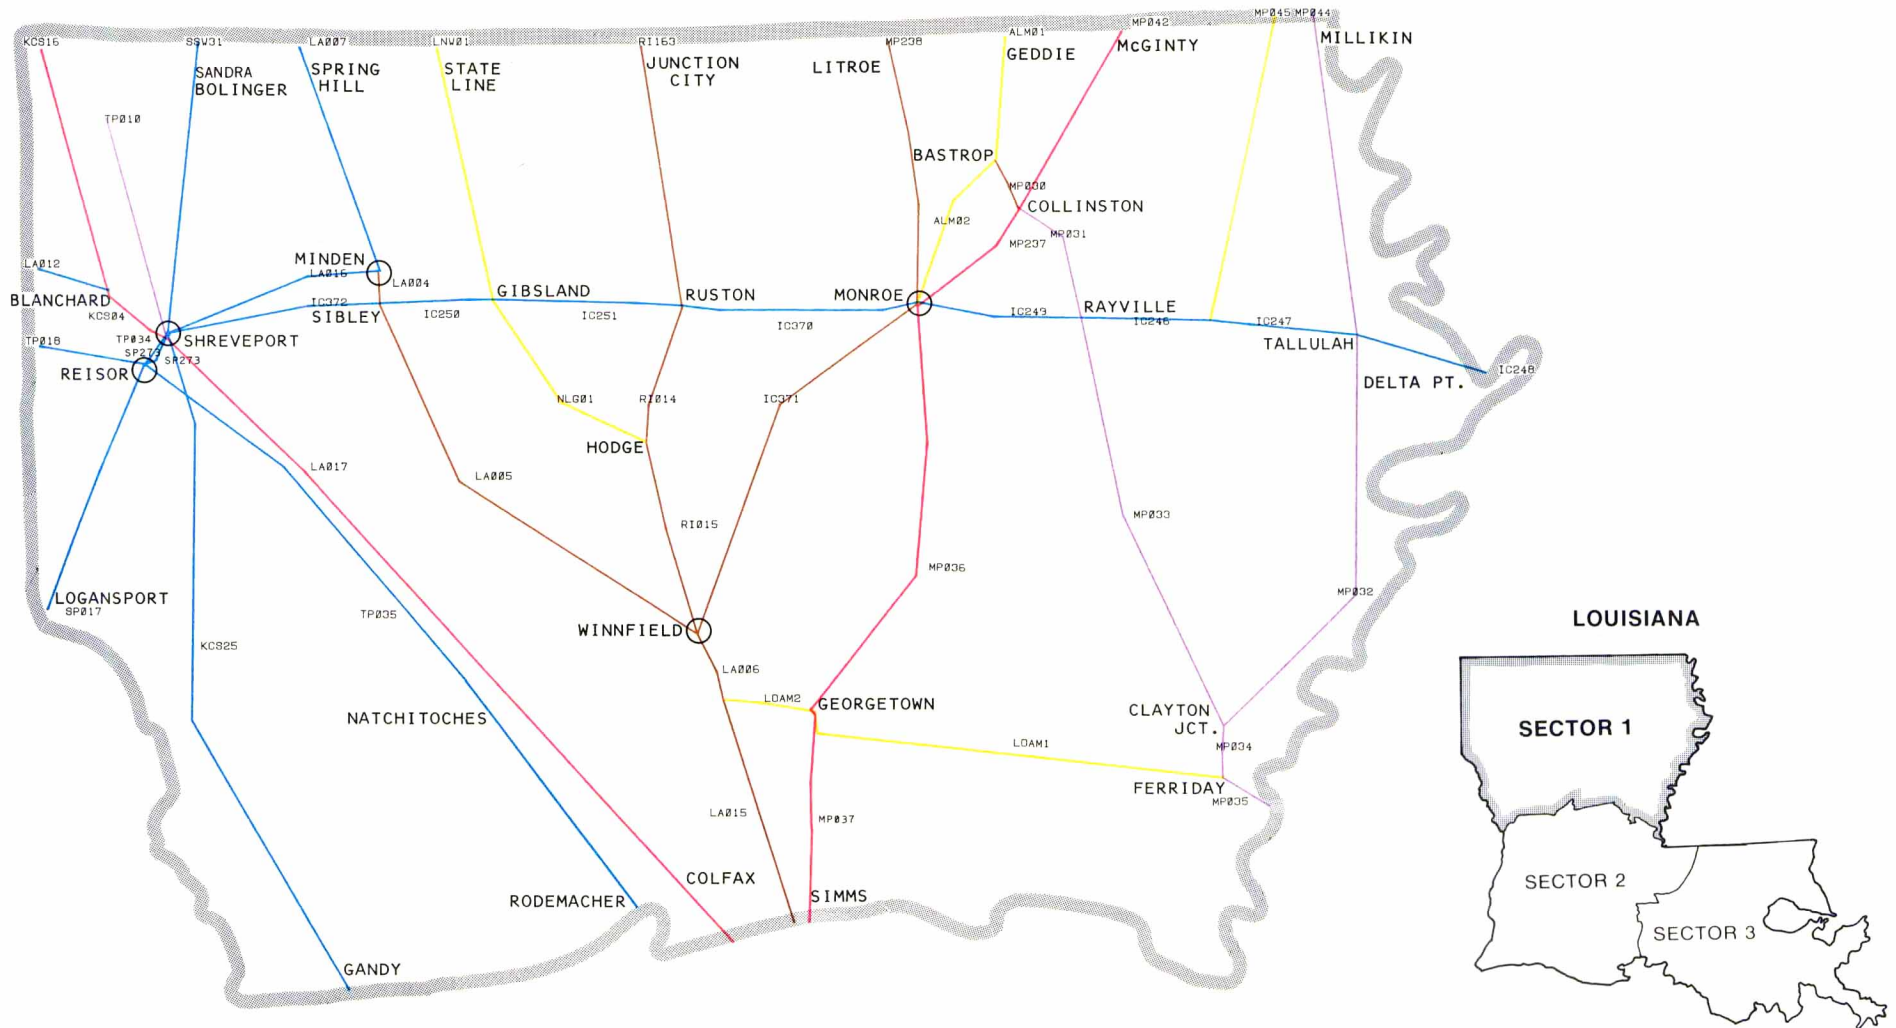 KCS16
SSW31
LA007
LNW01
RI163
MP238
ALM01
MP042
MP045
MP044
SANDRA
BOLINGER
SPRING
HILL
STATE
LINE
JUNCTION
CITY
LITROE
GEDDIE
McGINTY
MILLIKIN
TP010
BASTROP
MP030
COLLINSTON
ALM02
MP031
MP237
LA012
MINDEN
LA016
LA004
BLANCHARD
KCS04
IC372
SIBLEY
IC250
GIBSLAND
IC251
RUSTON
IC370
MONROE
IC249
RAYVILLE
IC246
IC247
TALLULAH
DELTA PT.
IC248
TP018
TP034
SHREVEPORT
SP273
SP273
REISOR
NLG01
RI014
IC371
HODGE
LA017
LA005
RI015
MP033
MP036
MP032
LOGANSPORT
SP017
TP035
WINNFIELD
KCS25
LA006
LOAM2
GEORGETOWN
NATCHITOCHES
CLAYTON
JCT.
MP034
LOAM1
FERRIDAY
MP035
LA015
MP037
COLFAX
SIMMS
RODEMACHER
GANDY
LOUISIANA
SECTOR 1
SECTOR 2
SECTOR 3